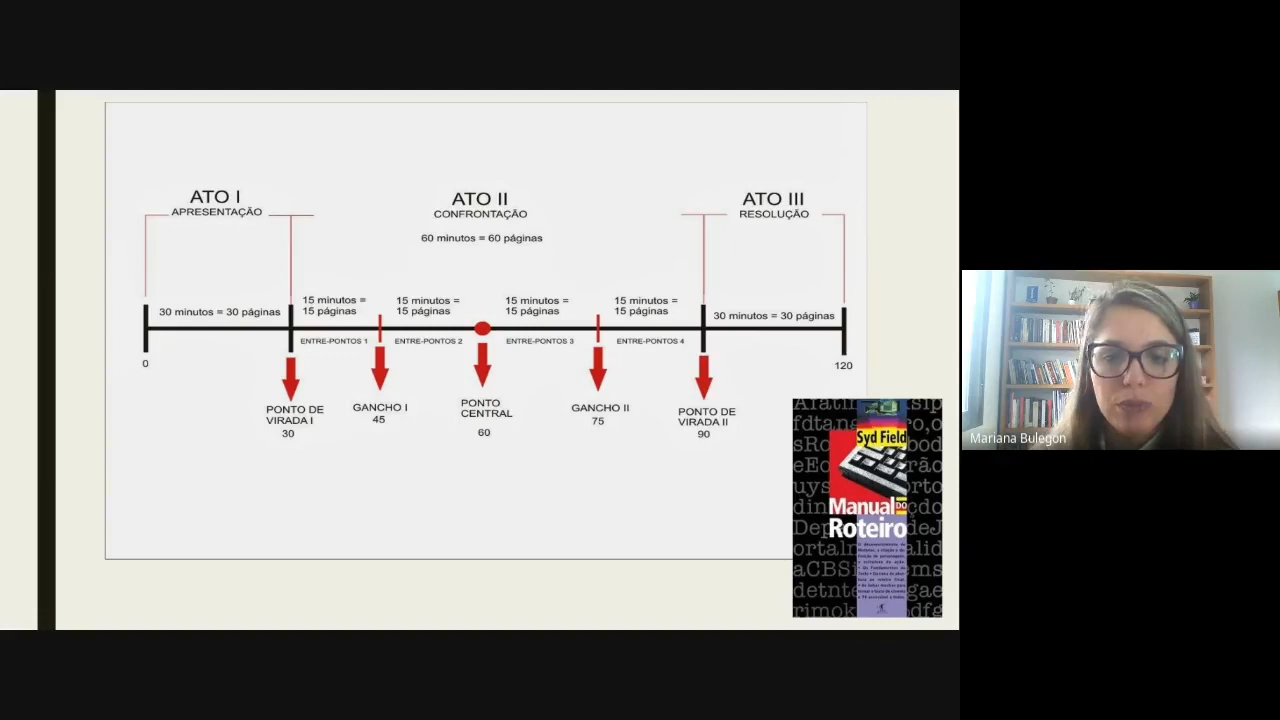 ATO I
APRESENTAÇÃO
ATO II
CONFRONTAÇÃO
60 minutos = 60 páginas
ATO III
RESOLUÇÃO
30 minutos = 30 páginas
15 minutos =
15 páginas
15 minutos =
15 páginas
15 minutos =
15 páginas
15 minutos =
15 páginas
30 minutos = 30 páginas
ENTRE-PONTOS 1
ENTRE-PONTOS 2
ENTRE-PONTOS 3
ENTRE-PONTOS 4
0
120
PONTO DE
VIRADA I
30
GANCHO I
45
PONTO
CENTRAL
60
GANCHO II
75
PONTO DE
VIRADA II
90
Syd Field
Manual DO
Roteiro
Mariana Bulegon